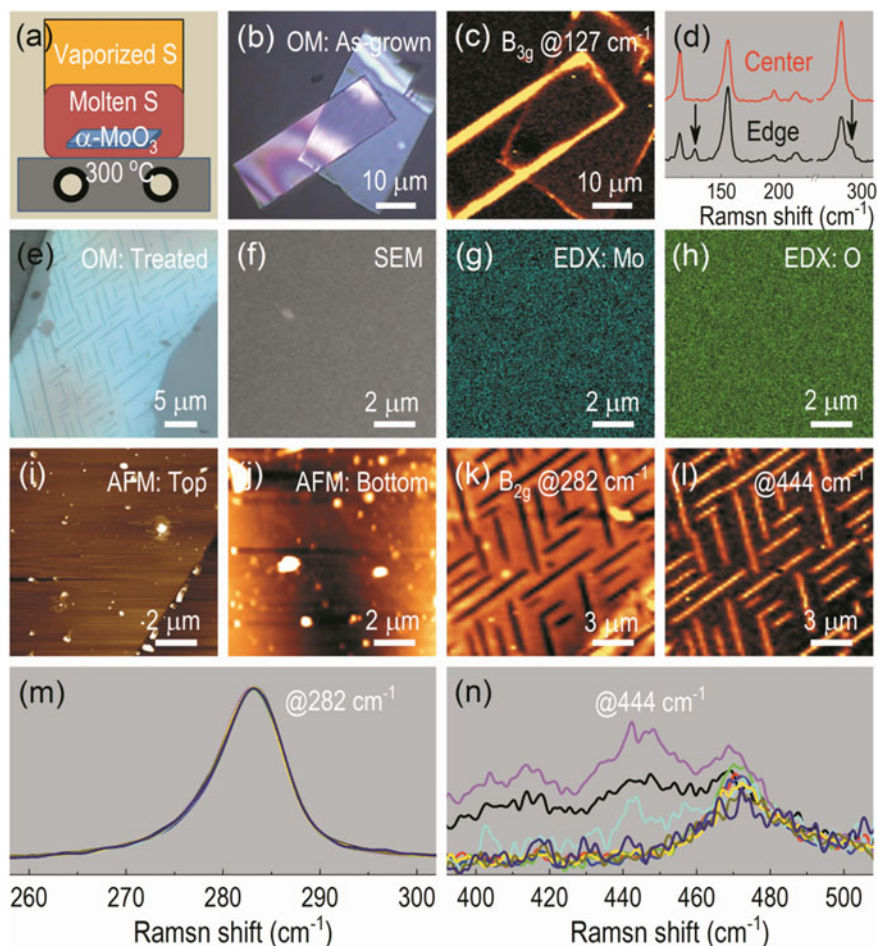 (a)
Vaporized S
Molten S
α-MoO₃
300 °C
(b) OM: As-grown
10 μm
(c) B₃g @127 cm⁻¹
10 μm
(d)
Center
Edge
150 200 290 310
Ramsn shift (cm⁻¹)
(e)
OM: Treated
5 μm
(f) SEM
2 μm
(g) EDX: Mo
2 μm
(h) EDX: O
2 μm
(i)
AFM: Top
2 μm
(j)
AFM: Bottom
2 μm
(k)
B₂g @282 cm⁻¹
3 μm
(l)
@444 cm⁻¹
3 μm
(m)
@282 cm⁻¹
260 270 280 290 300
Ramsn shift (cm⁻¹)
(n)
@444 cm⁻¹
400 420 440 460 480 500
Ramsn shift (cm⁻¹)